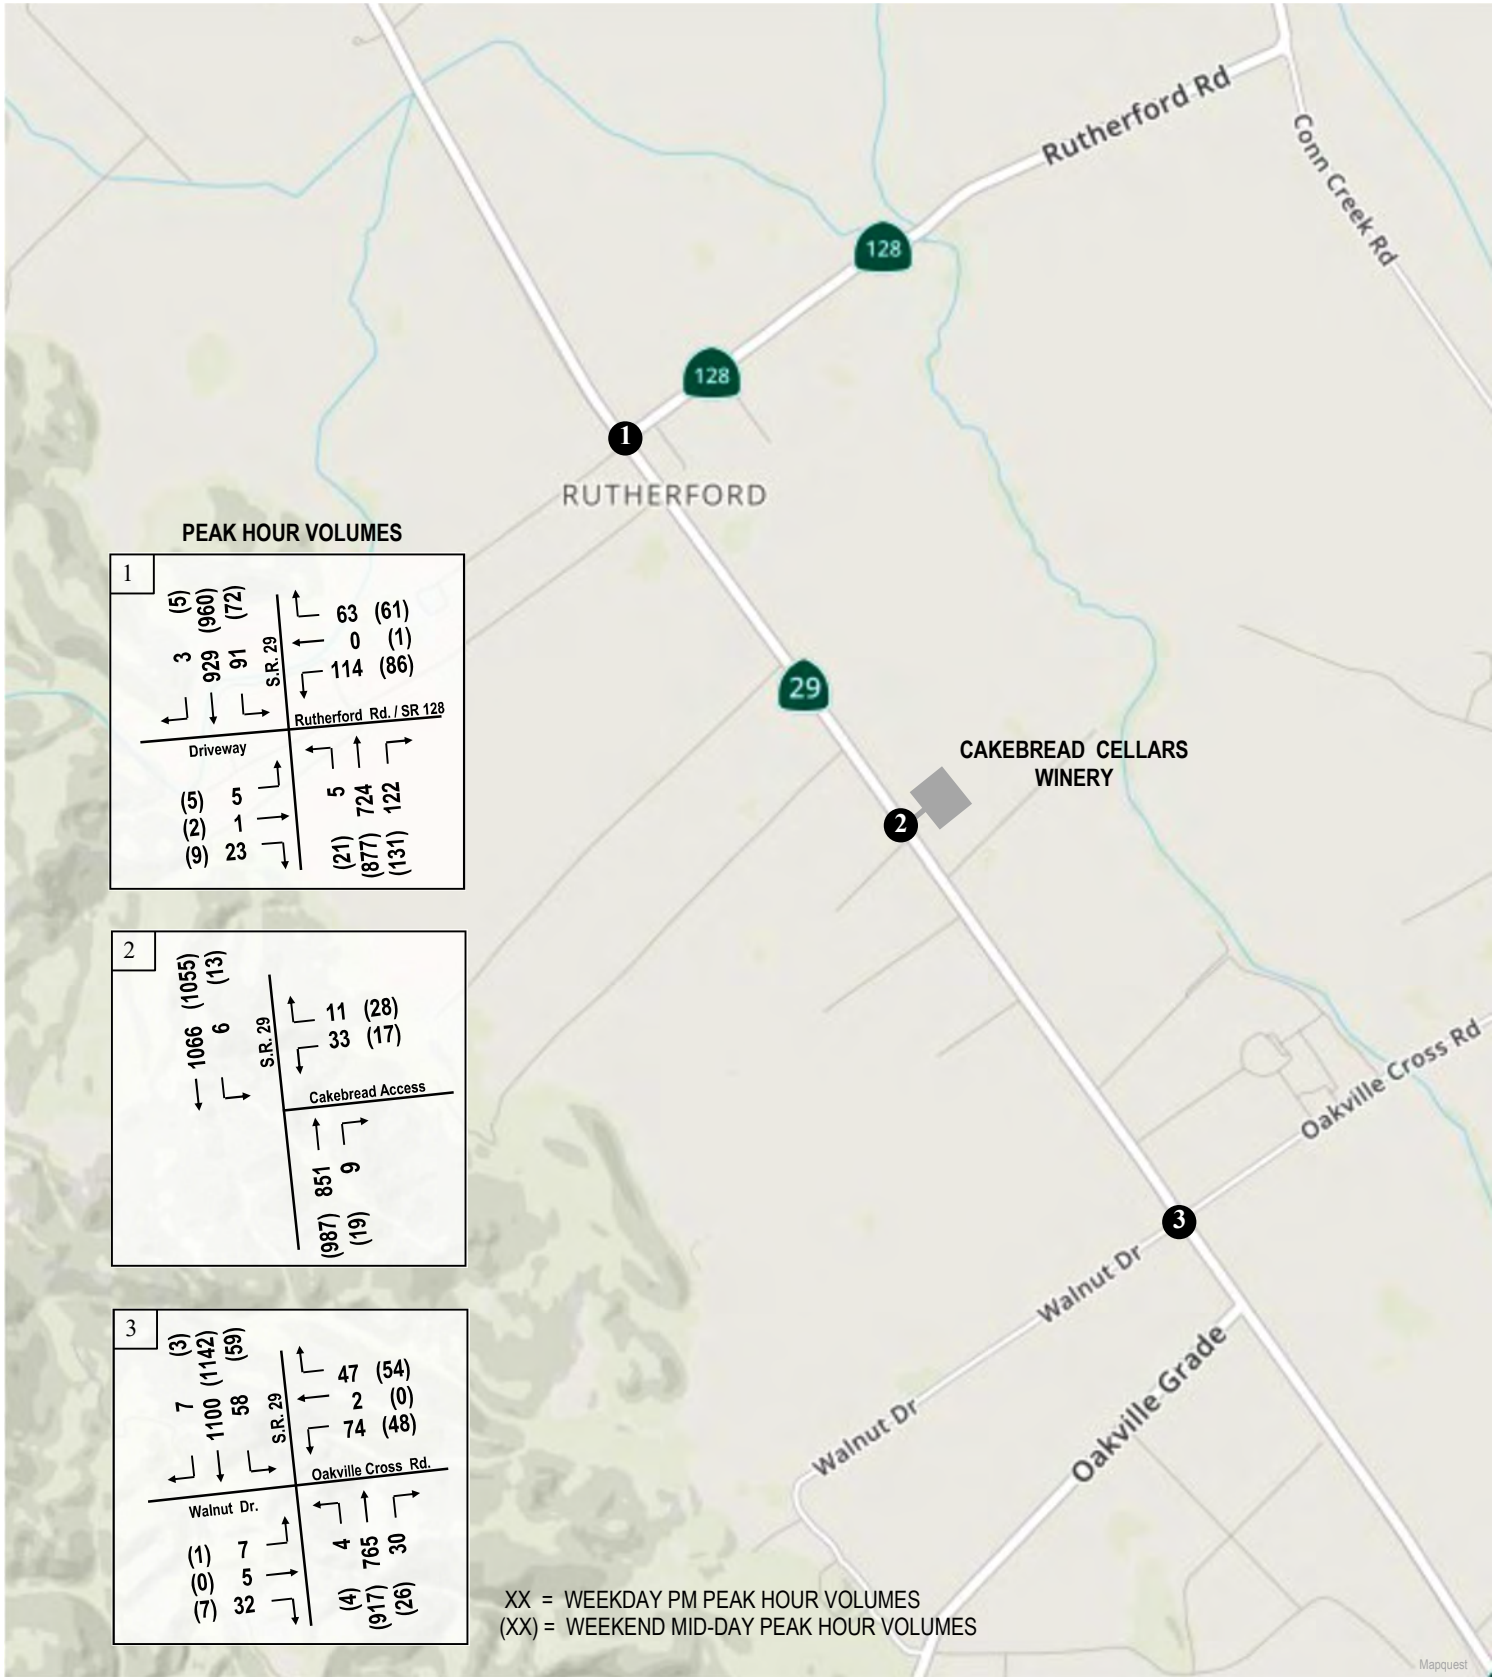 Rutherford Rd
Conn Creek Rd
128
128
1
RUTHERFORD
PEAK HOUR VOLUMES
1
(5) (960) (72)
3 929 91
S.R. 29
63 (61)
0 (1)
114 (86)
Rutherford Rd. / SR 128
Driveway
(5) 5
(2) 1
(9) 23
5 724 122
(21) (877) (131)
29
CAKEBREAD CELLARS
WINERY
2
2
(1055) (13)
1066 6
S.R. 29
11 (28)
33 (17)
Cakebread Access
851 9
(987) (19)
Oakville Cross Rd
3
Walnut Dr
Walnut Dr
Oakville Grade
3
(3) (1142) (59)
7 1100 58
S.R. 29
47 (54)
2 (0)
74 (48)
Oakville Cross Rd.
Walnut Dr.
(1) 7
(0) 5
(7) 32
4 765 30
(4) (917) (26)
XX = WEEKDAY PM PEAK HOUR VOLUMES
(XX) = WEEKEND MID-DAY PEAK HOUR VOLUMES
Mapquest